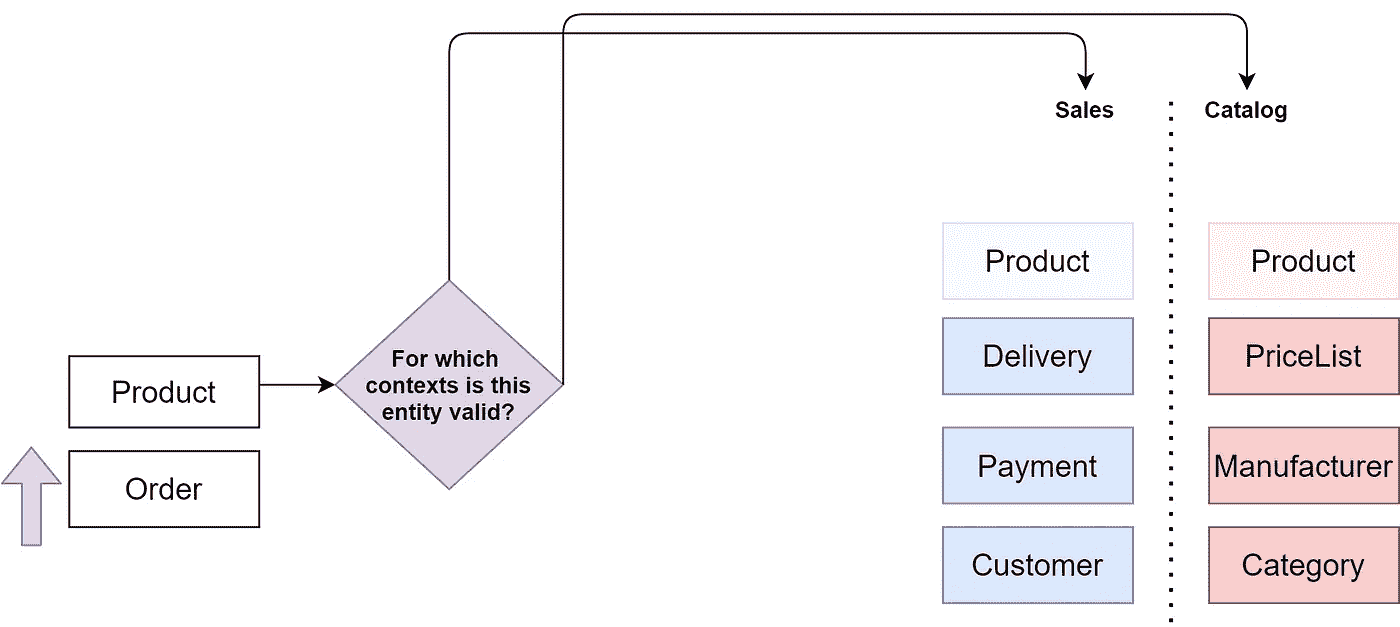 Sales
Catalog
Product
Product
Delivery
PriceList
For which
contexts is this
entity valid?
Product
Order
Payment
Manufacturer
Customer
Category